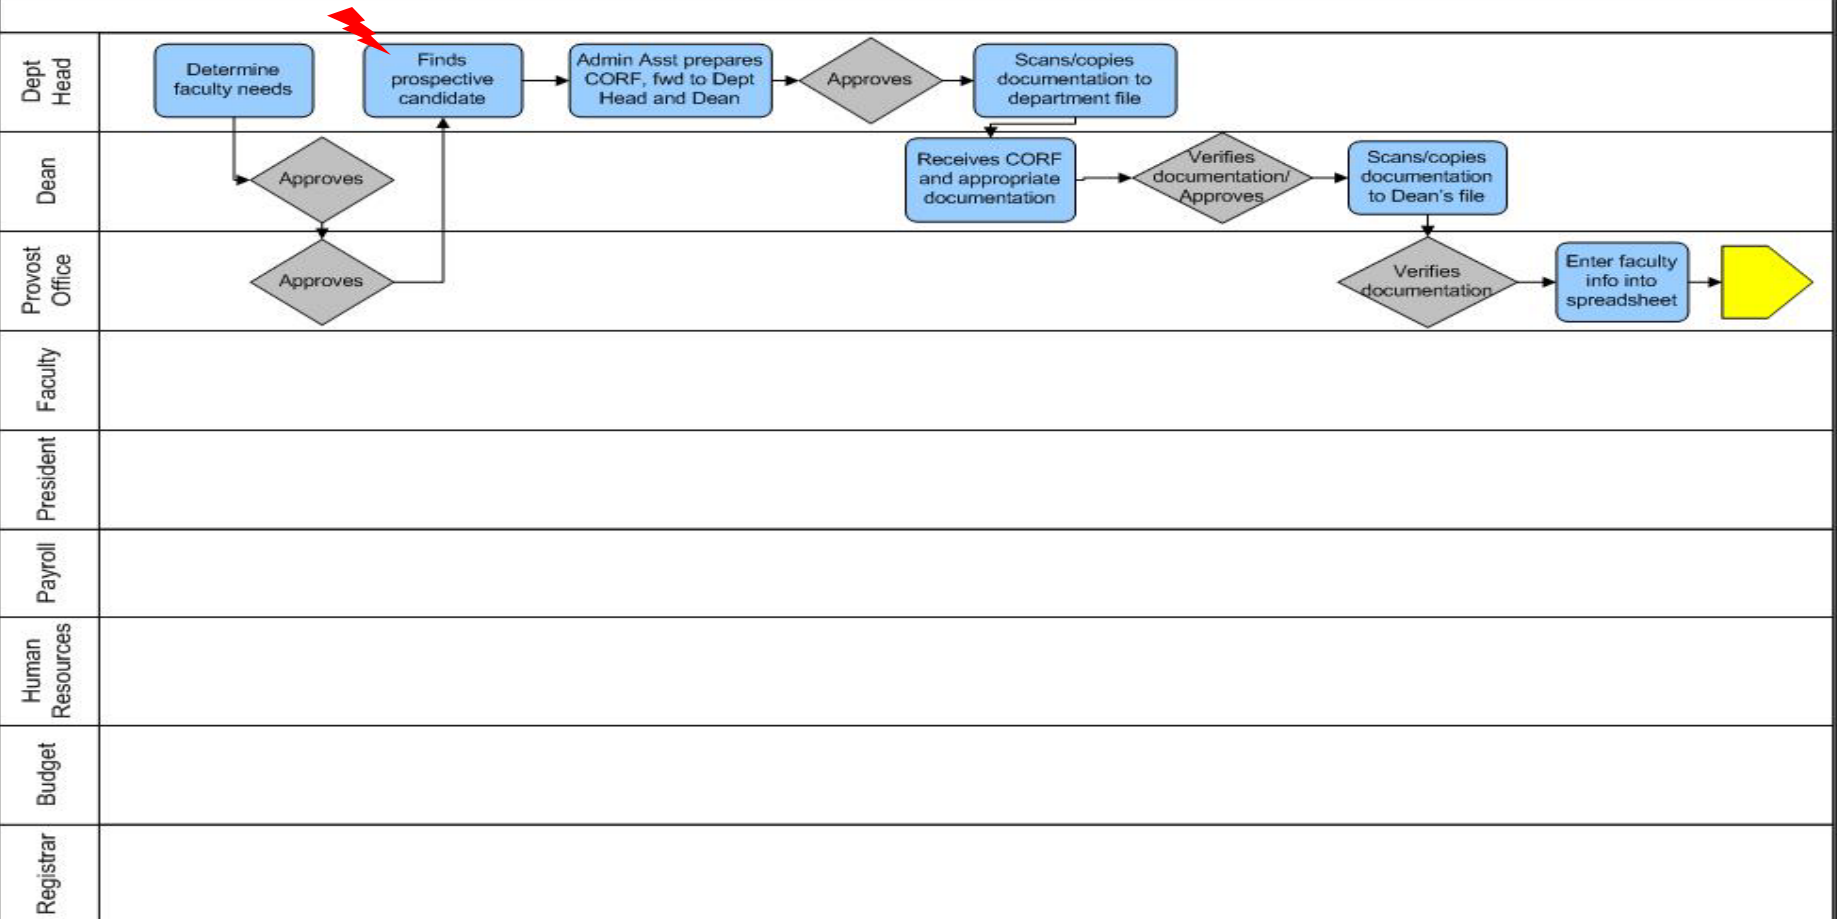 Dept
Head
Determine
faculty needs
Finds
prospective
candidate
Admin Asst prepares
CORF, fwd to Dept
Head and Dean
Approves
Scans/copies
documentation to
department file
Dean
Approves
Receives CORF
and appropriate
documentation
Verifies
documentation/
Approves
Scans/copies
documentation
to Dean's file
Provost
Office
Approves
Verifies
documentation
Enter faculty
info into
spreadsheet
Faculty
President
Payroll
Human
Resources
Budget
Registrar